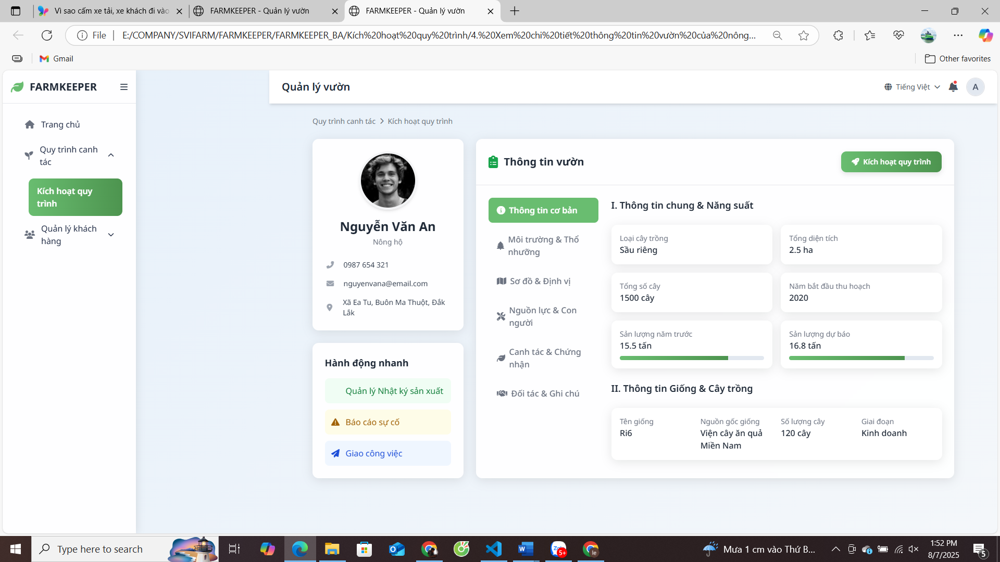 Vì sao cấm xe tải, xe khách đi vào
FARMKEEPER - Quản lý vườn
FARMKEEPER - Quản lý vườn
File
E:/COMPANY/SVIFARM/FARMKEEPER/FARMKEEPER_BA/Kích%20hoạt%20quy%20trình/4.%20Xem%20chi%20tiết%20thông%20tin%20vườn%20của%20nông...
Gmail
Other favorites
FARMKEEPER
Quản lý vườn
Tiếng Việt
A
Trang chủ
Quy trình canh
tác
Kích hoạt quy
trình
Quản lý khách
hàng
Quy trình canh tác > Kích hoạt quy trình
Nguyễn Văn An
Nông hộ
0987 654 321
nguyenvana@email.com
Xã Ea Tu, Buôn Ma Thuột, Đắk
Lắk
Hành động nhanh
Quản lý Nhật ký sản xuất
Báo cáo sự cố
Giao công việc
Thông tin vườn
Kích hoạt quy trình
Thông tin cơ bản
Môi trường & Thổ
nhưỡng
Sơ đồ & Định vị
Nguồn lực & Con
người
Canh tác & Chứng
nhận
Đối tác & Ghi chú
I. Thông tin chung & Năng suất
Loại cây trồng
Sầu riêng
Tổng diện tích
2.5 ha
Tổng số cây
1500 cây
Năm bắt đầu thu hoạch
2020
Sản lượng năm trước
15.5 tấn
Sản lượng dự báo
16.8 tấn
II. Thông tin Giống & Cây trồng
Tên giống
Ri6
Nguồn gốc giống
Viện cây ăn quả
Miền Nam
Số lượng cây
120 cây
Giai đoạn
Kinh doanh
Type here to search
5+
Mưa 1 cm vào Thứ B...
1:52 PM
8/7/2025
5